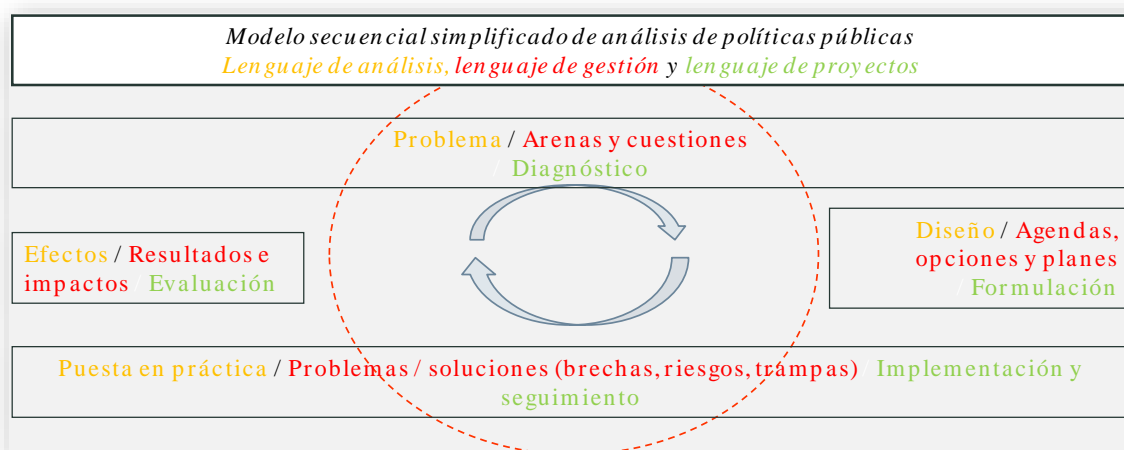 Modelo secuencial simplificado de análisis de políticas públicas
Lenguaje de análisis, lenguaje de gestión y lenguaje de proyectos
Problema / Arenas y cuestiones
/ Diagnóstico
Efectos / Resultados e
impactos / Evaluación
Diseño / Agendas,
opciones y planes
/ Formulación
Puesta en práctica / Problemas / soluciones (brechas, riesgos, trampas) / Implementación y
seguimiento